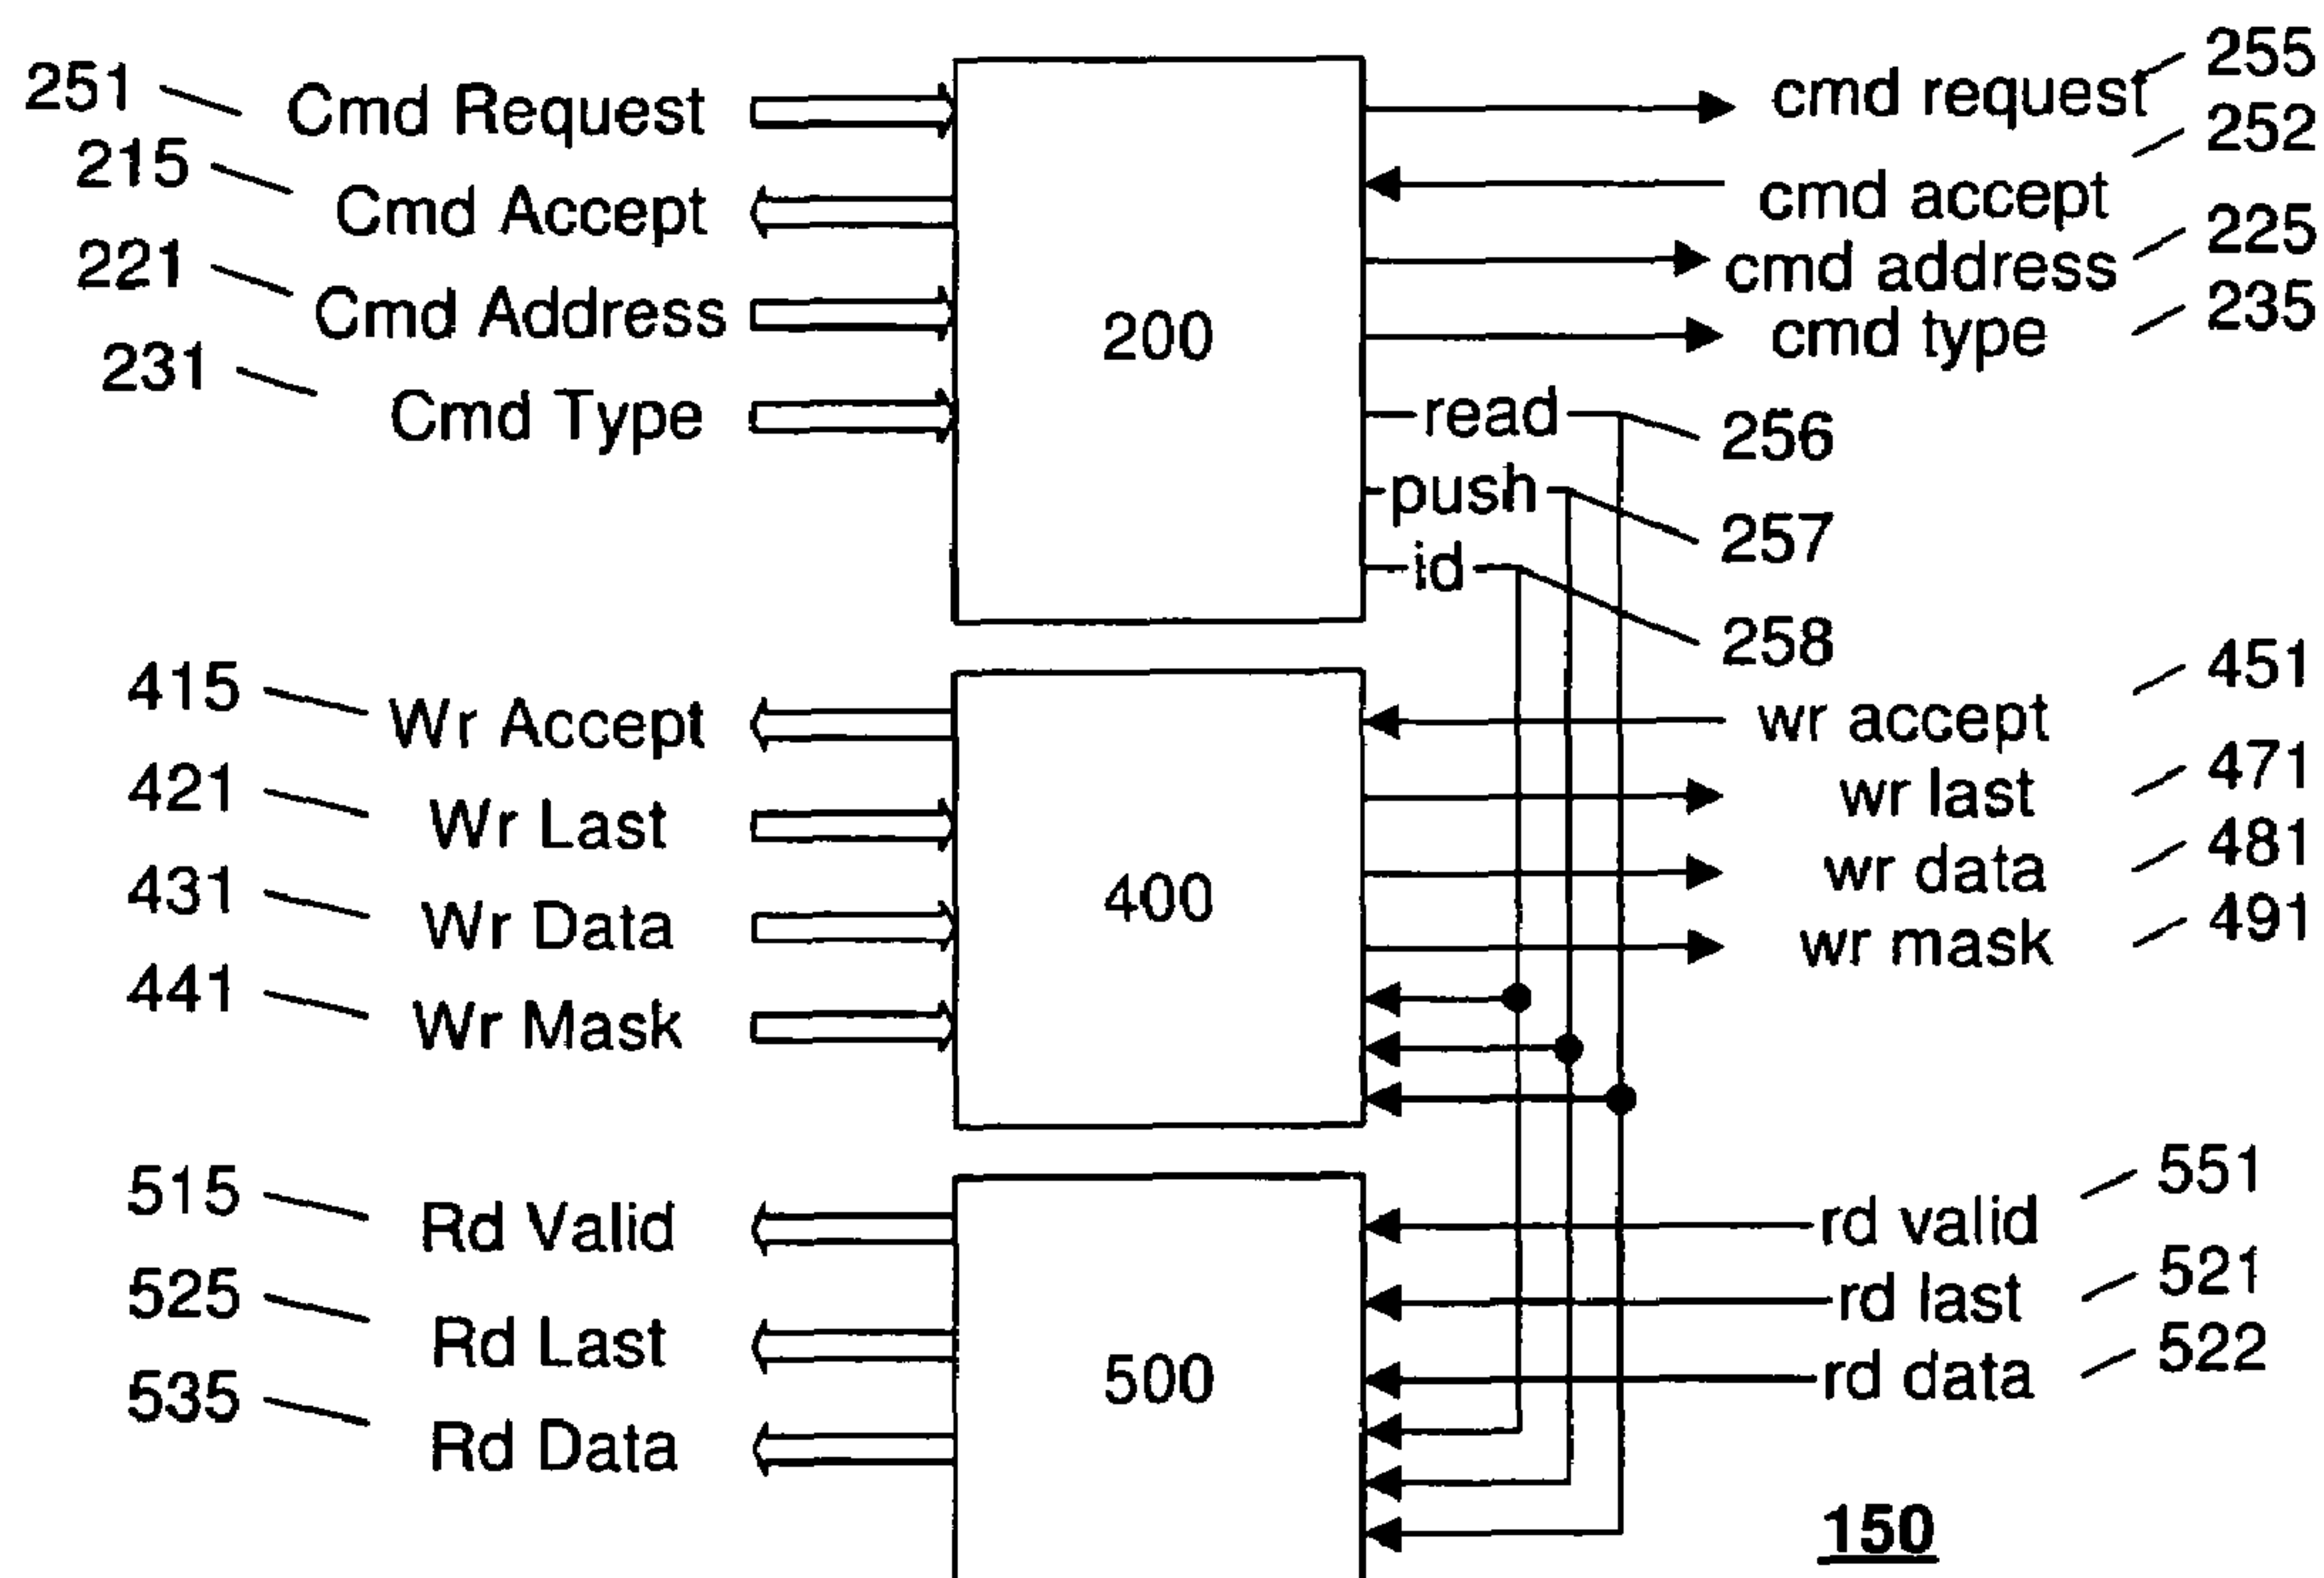 251 Cmd Request
215 Cmd Accept
221 Cmd Address
231 Cmd Type
200
cmd request 255
cmd accept 252
cmd address 225
cmd type 235
read 256
push 257
id 258
415 Wr Accept
421 Wr Last
431 Wr Data
441 Wr Mask
400
wr accept 451
wr last 471
wr data 481
wr mask 491
515 Rd Valid
525 Rd Last
535 Rd Data
500
rd valid 551
rd last 521
rd data 522
150